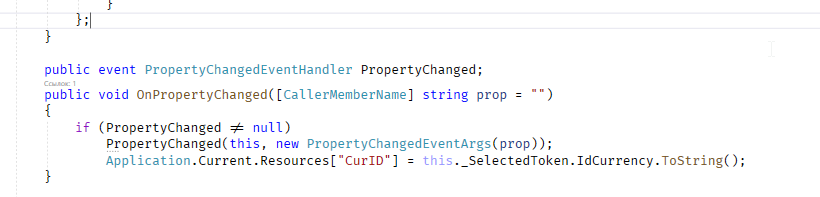 }
};
}
public event PropertyChangedEventHandler PropertyChanged;
Ссылок: 1
public void OnPropertyChanged([CallerMemberName] string prop = "")
{
if (PropertyChanged ≠ null)
PropertyChanged(this, new PropertyChangedEventArgs(prop));
Application.Current.Resources["CurID"] = this._SelectedToken.IdCurrency.ToString();
}